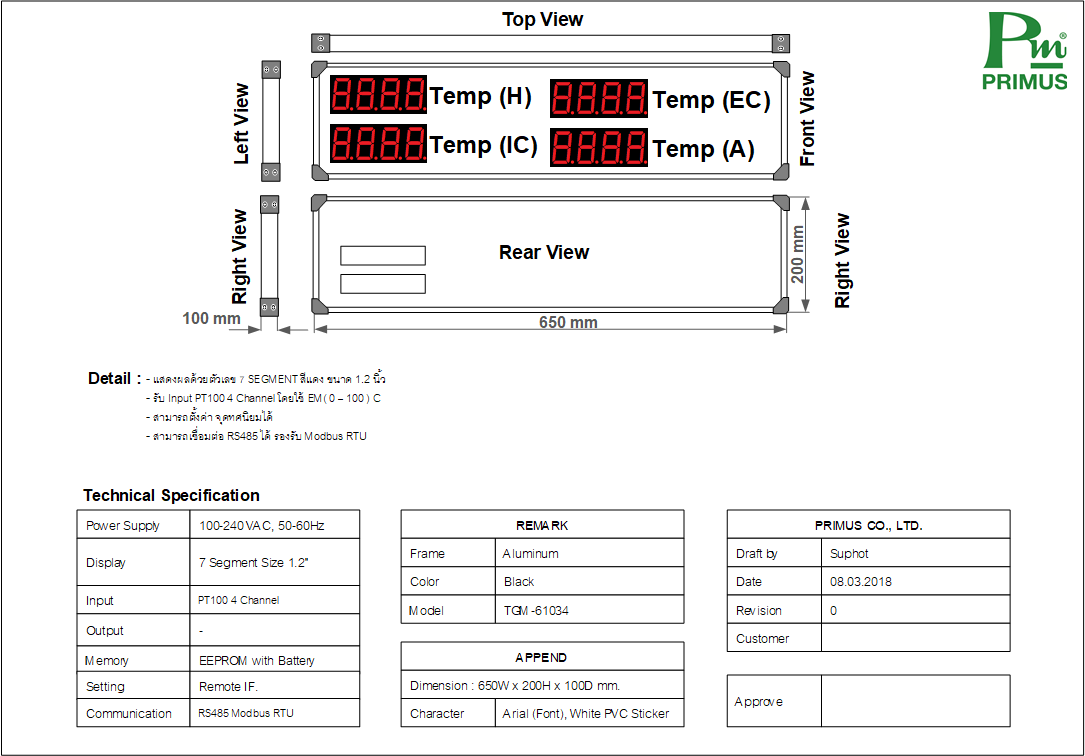 Top View
Pm®
PRIMUS
Left View
8.8.8.8. Temp (H)
8.8.8.8. Temp (EC)
8.8.8.8. Temp (IC)
8.8.8.8. Temp (A)
Front View
Right View
Rear View
200 mm
Right View
100 mm
650 mm
Detail : - แสดงผลด้วยตัวเลข 7 SEGMENT สีแดง ขนาด 1.2 นิ้ว
- รับ Input PT100 4 Channel โดยใช้ EM ( 0 – 100 ) C
- สามารถตั้งค่า จุดทศนิยมได้
- สามารถเชื่อมต่อ RS485 ได้ รองรับ Modbus RTU
Technical Specification
Power Supply 100-240 VAC, 50-60Hz
Display 7 Segment Size 1.2"
Input PT100 4 Channel
Output -
Memory EEPROM with Battery
Setting Remote IF.
Communication RS485 Modbus RTU
REMARK
Frame Aluminum
Color Black
Model TGM-61034
APPEND
Dimension : 650W x 200H x 100D mm.
Character Arial (Font), White PVC Sticker
PRIMUS CO., LTD.
Draft by Suphot
Date 08.03.2018
Revision 0
Customer
Approve